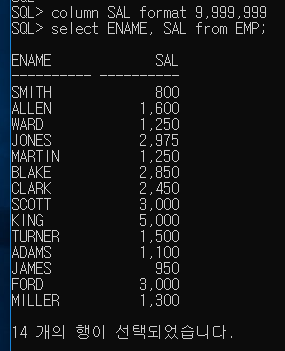 SQL> column SAL format 9,999,999
SQL> select ENAME, SAL from EMP;
ENAME             SAL
---------- ----------
SMITH             800
ALLEN           1,600
WARD            1,250
JONES           2,975
MARTIN          1,250
BLAKE           2,850
CLARK           2,450
SCOTT           3,000
KING            5,000
TURNER          1,500
ADAMS           1,100
JAMES             950
FORD            3,000
MILLER          1,300
14 개의 행이 선택되었습니다.